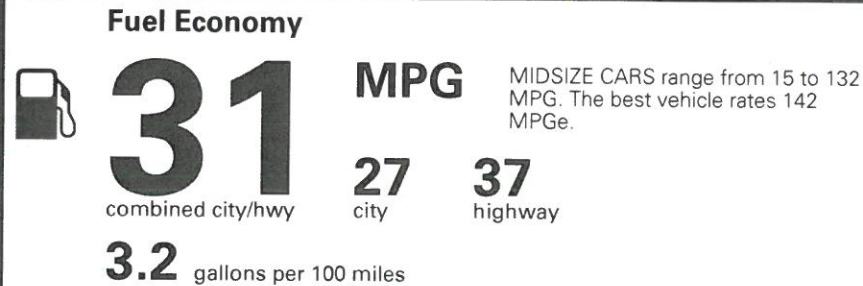 Fuel Economy
31 MPG
MIDSIZE CARS range from 15 to 132
MPG. The best vehicle rates 142
MPGe.
combined city/hwy
27 city
37 highway
3.2 gallons per 100 miles